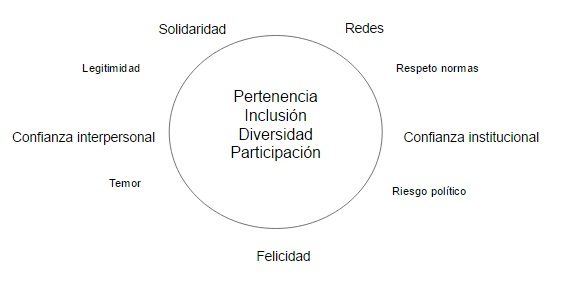 Solidaridad
Redes
Legitimidad
Respeto normas
Pertenencia
Inclusión
Diversidad
Participación
Confianza interpersonal
Confianza institucional
Temor
Riesgo político
Felicidad